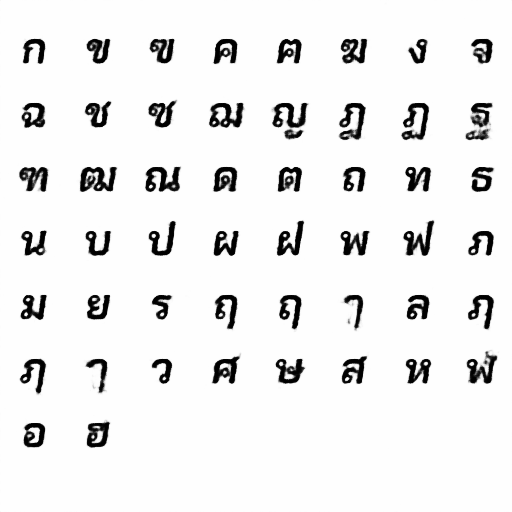 ก ข ฃ ค ฅ ฆ ง จ
ฉ ช ซ ฌ ญ ฎ ฏ ฐ
ฑ ฒ ณ ด ต ถ ท ธ
น บ ป ผ ฝ พ ฟ ภ
ม ย ร ฤ ฤ ๅ ล ฦ
ฦ ๅ ว ศ ษ ส ห ฬ
อ ฮ